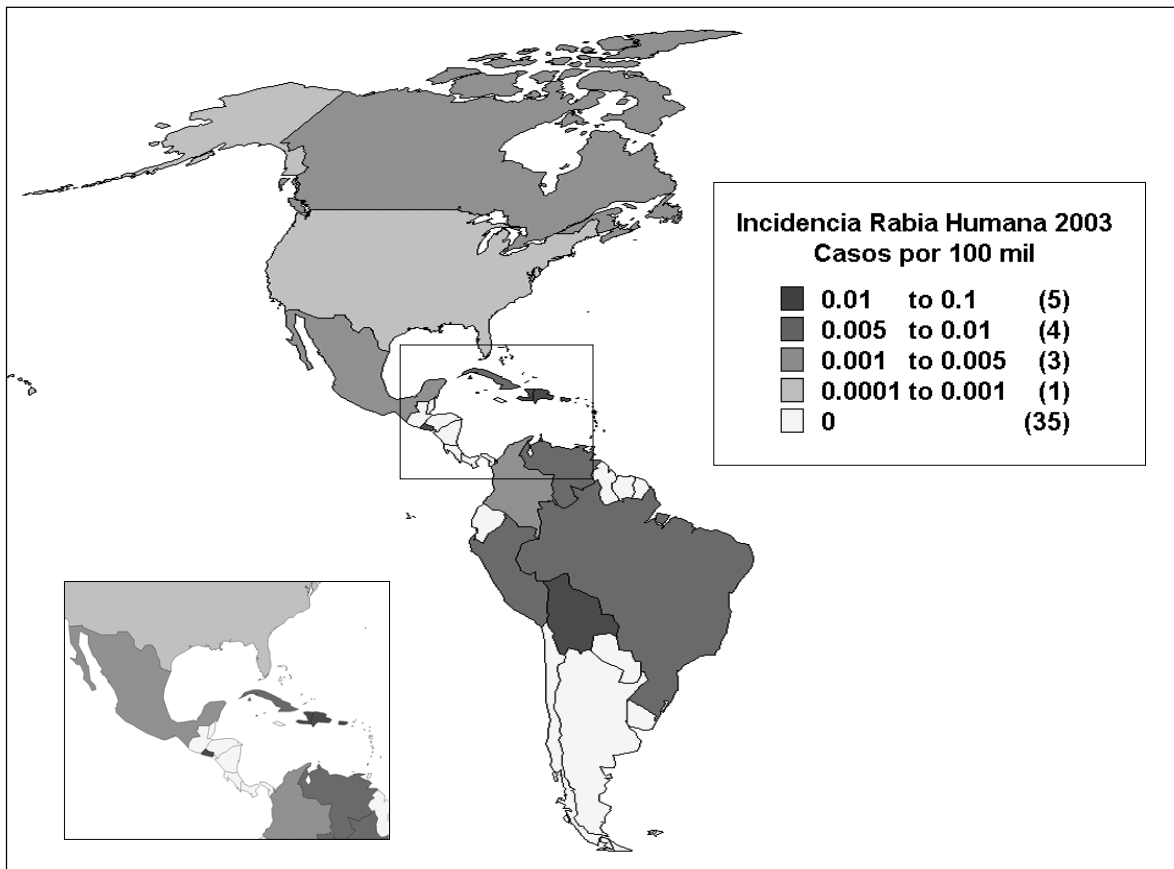 Incidencia Rabia Humana 2003
Casos por 100 mil
0.01 to 0.1 (5)
0.005 to 0.01 (4)
0.001 to 0.005 (3)
0.0001 to 0.001 (1)
0 (35)